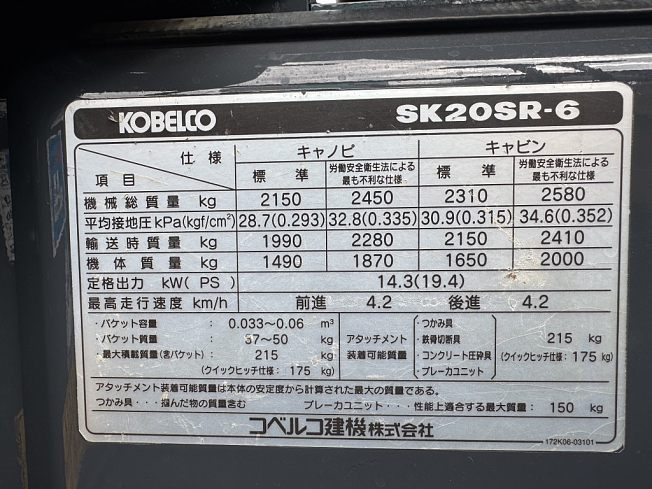 KOBELCO SK20SR-6
仕様 キャノピ キャビン
項目 標準 労働安全衛生法による最も不利な仕様 標準 労働安全衛生法による最も不利な仕様
機械総質量 kg 2150 2450 2310 2580
平均接地圧 kPa(kgf/cm²) 28.7(0.293) 32.8(0.335) 30.9(0.315) 34.6(0.352)
輸送時質量 kg 1990 2280 2150 2410
機体質量 kg 1490 1870 1650 2000
定格出力 kW( PS) 14.3(19.4)
最高走行速度 km/h 前進 4.2 後進 4.2
・バケット容量 : 0.033～0.06 m³
・バケット質量 : 37～50 kg
・最大積載質量(含バケット) : 215 kg
(クイックヒッチ仕様: 175 kg)
アタッチメント装着可能質量
・つかみ具
・鉄骨切断具
・コンクリート圧砕具
・ブレーカユニット
215 kg
(クイックヒッチ仕様: 175 kg)
アタッチメント装着可能質量は本体の安定度から計算された最大の質量である。
つかみ具・・・掴んだ物の質量含む ブレーカユニット・・・性能上適合する最大質量: 150 kg
コベルコ建機株式会社
172K06-03101